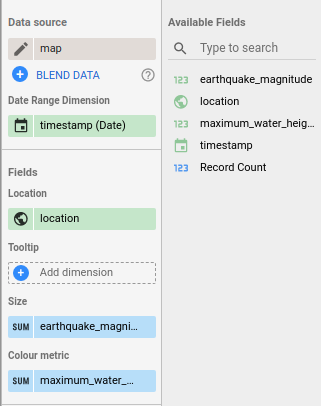 Data source
map
BLEND DATA
Date Range Dimension
timestamp (Date)
Fields
Location
location
Tooltip
Add dimension
Size
SUM earthquake_magni...
Colour metric
SUM maximum_water_...
Available Fields
Type to search
123 earthquake_magnitude
location
123 maximum_water_heig...
timestamp
123 Record Count